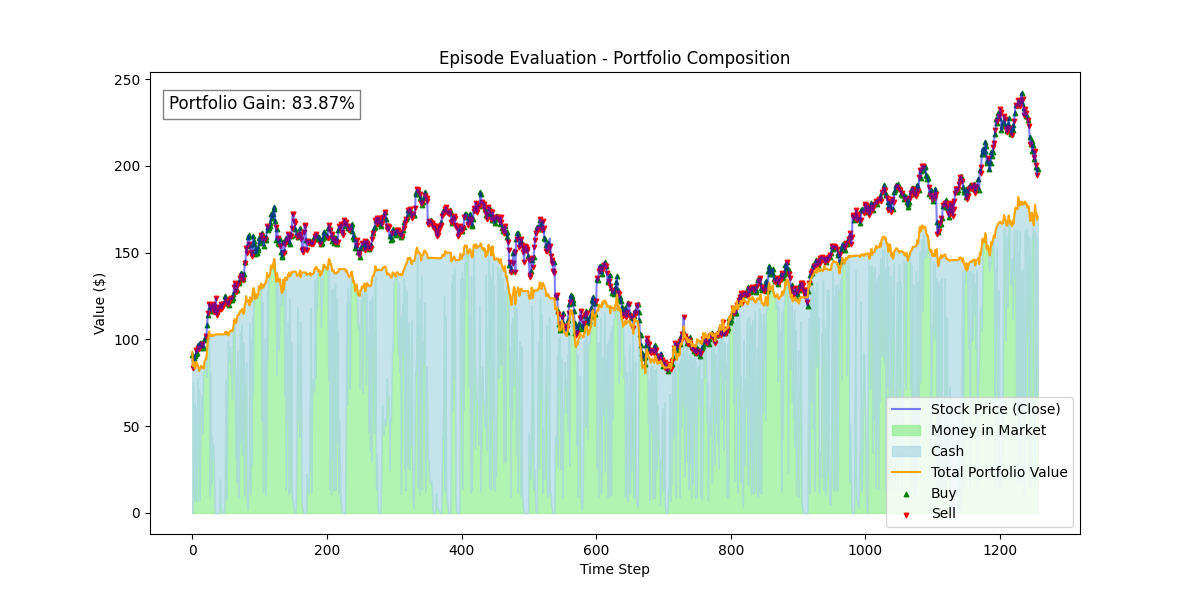 Episode Evaluation - Portfolio Composition
Portfolio Gain: 83.87%
Value ($)
250
200
150
100
50
0
0 200 400 600 800 1000 1200
Time Step
Stock Price (Close)
Money in Market
Cash
Total Portfolio Value
Buy
Sell